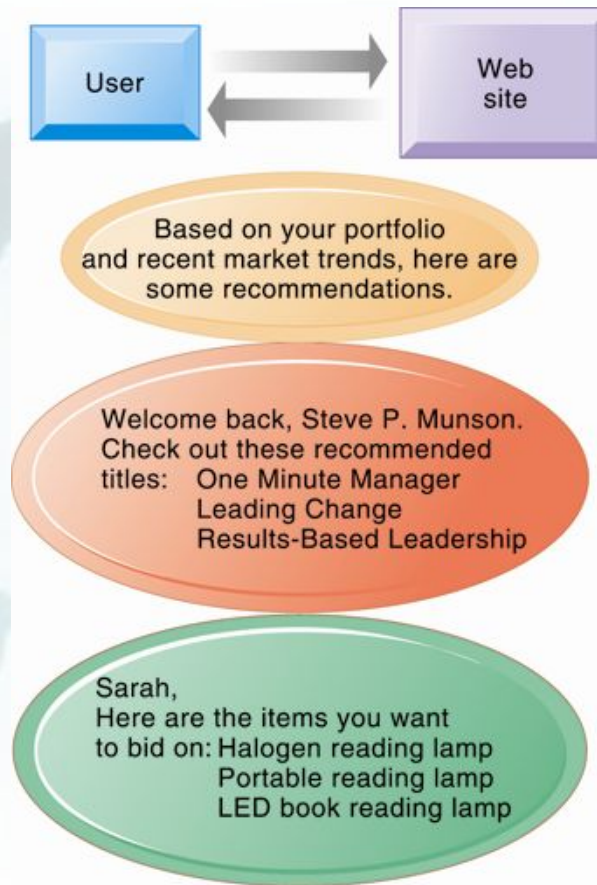 User
Web
site
Based on your portfolio
and recent market trends, here are
some recommendations.
Welcome back, Steve P. Munson.
Check out these recommended
titles: One Minute Manager
Leading Change
Results-Based Leadership
Sarah,
Here are the items you want
to bid on: Halogen reading lamp
Portable reading lamp
LED book reading lamp